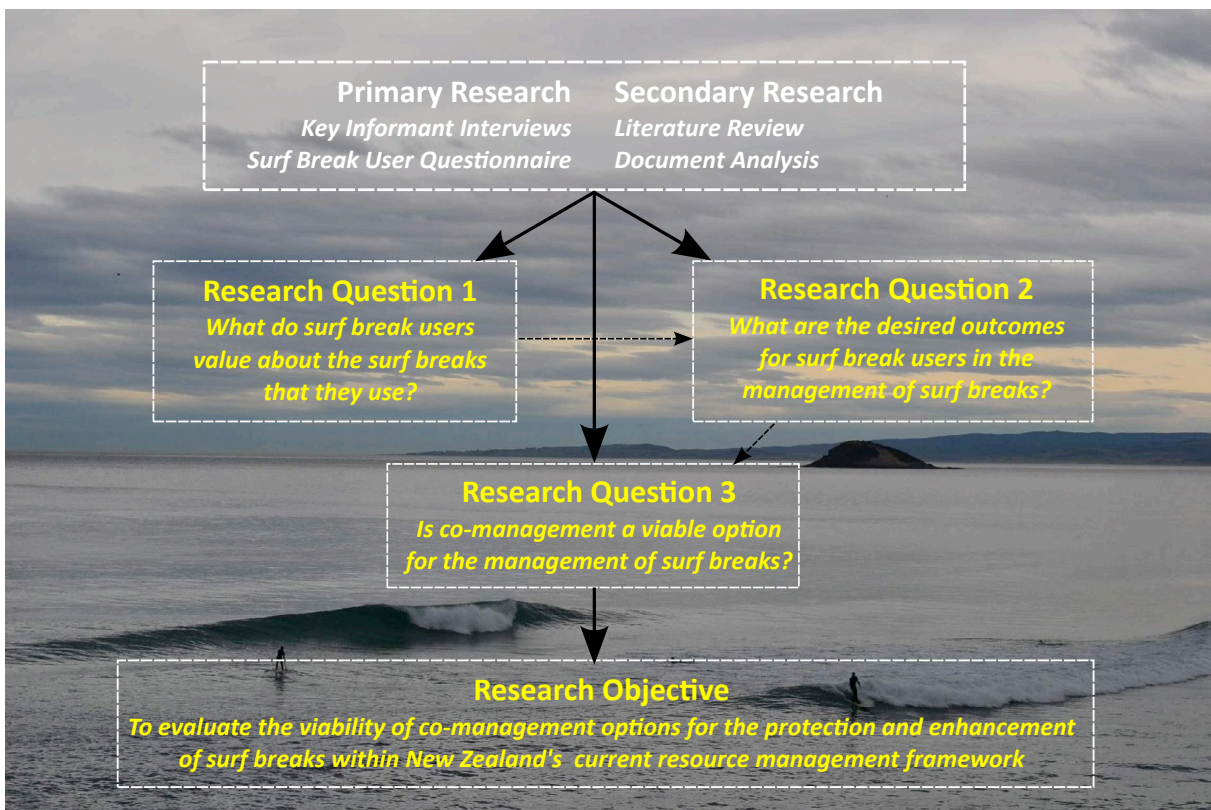 Primary Research
Key Informant Interviews
Surf Break User Questionnaire
Secondary Research
Literature Review
Document Analysis
Research Question 1
What do surf break users
value about the surf breaks
that they use?
Research Question 2
What are the desired outcomes
for surf break users in the
management of surf breaks?
Research Question 3
Is co-management a viable option
for the management of surf breaks?
Research Objective
To evaluate the viability of co-management options for the protection and enhancement
of surf breaks within New Zealand's current resource management framework